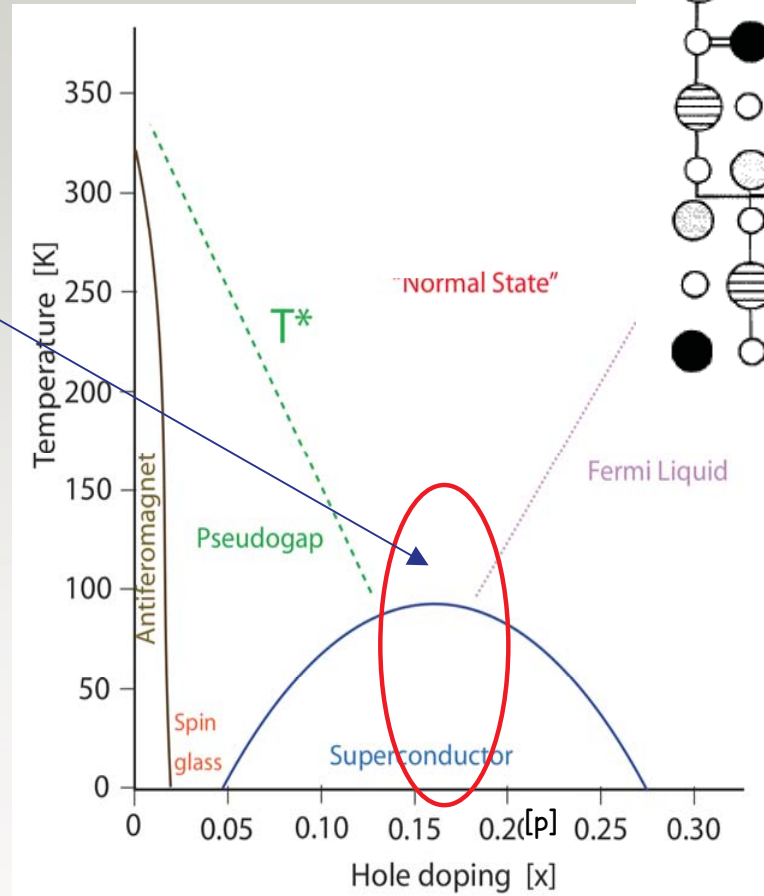 350
300
250
200
150
100
50
0
Temperature [K]
"Normal State"
T*
Antiferomagnet
Fermi Liquid
Pseudogap
Spin
glass
Superconductor
0
0.05
0.10
0.15
0.20
[p]
0.25
0.30
Hole doping [x]